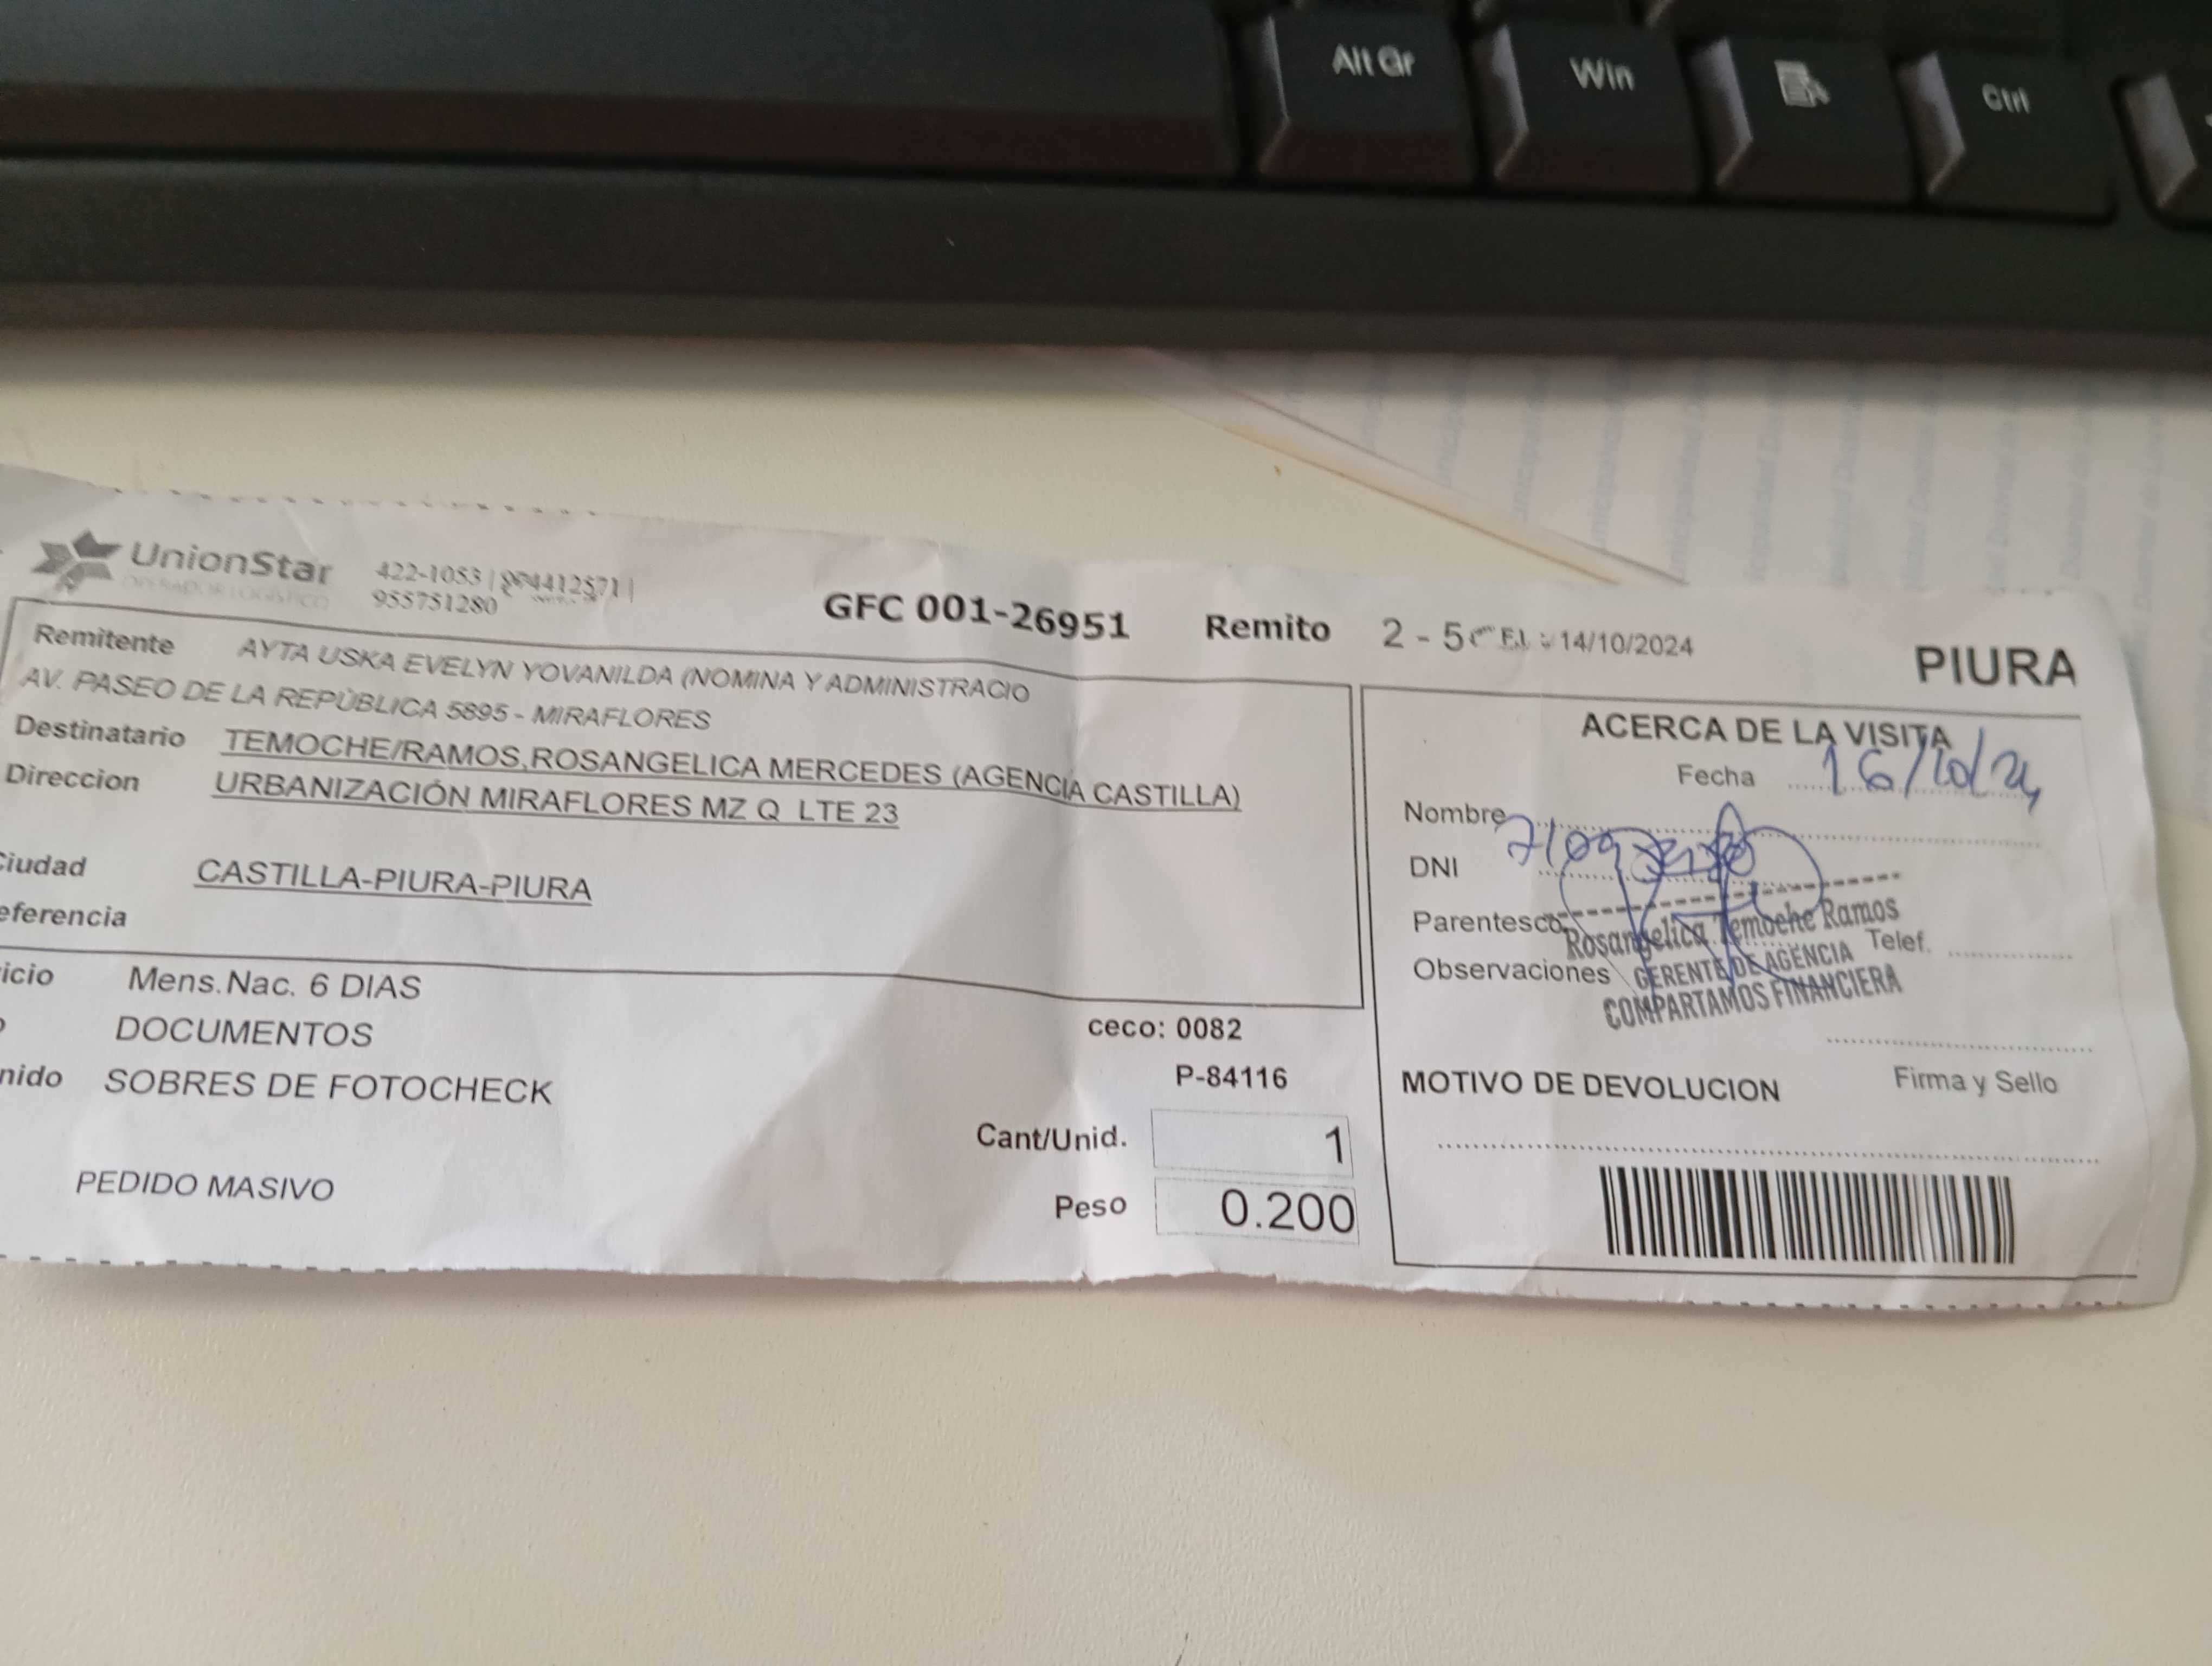 Alt Gr
Win
Ctrl
UnionStar
OPERADOR LOGISTICO
422-1053 | 994412571 |
955751280
GFC 001-26951
Remito
14/10/2024
PIURA
Remitente AYTA USKA EVELYN YOVANILDA (NOMINA Y ADMINISTRACIO
AV. PASEO DE LA REPÚBLICA 5895 - MIRAFLORES
Destinatario TEMOCHE/RAMOS,ROSANGELICA MERCEDES (AGENCIA CASTILLA)
Direccion URBANIZACIÓN MIRAFLORES MZ Q LTE 23
Ciudad CASTILLA-PIURA-PIURA
eferencia
icio Mens.Nac. 6 DIAS
DOCUMENTOS
nido SOBRES DE FOTOCHECK
PEDIDO MASIVO
ceco: 0082
P-84116
Cant/Unid. 1
Peso 0.200
ACERCA DE LA VISITA
Fecha 16/10/24
Nombre
DNI
Parentesco
Rosangelica Temoche Ramos
Telef.
Observaciones
GERENTE DE AGENCIA
COMPARTAMOS FINANCIERA
MOTIVO DE DEVOLUCION
Firma y Sello